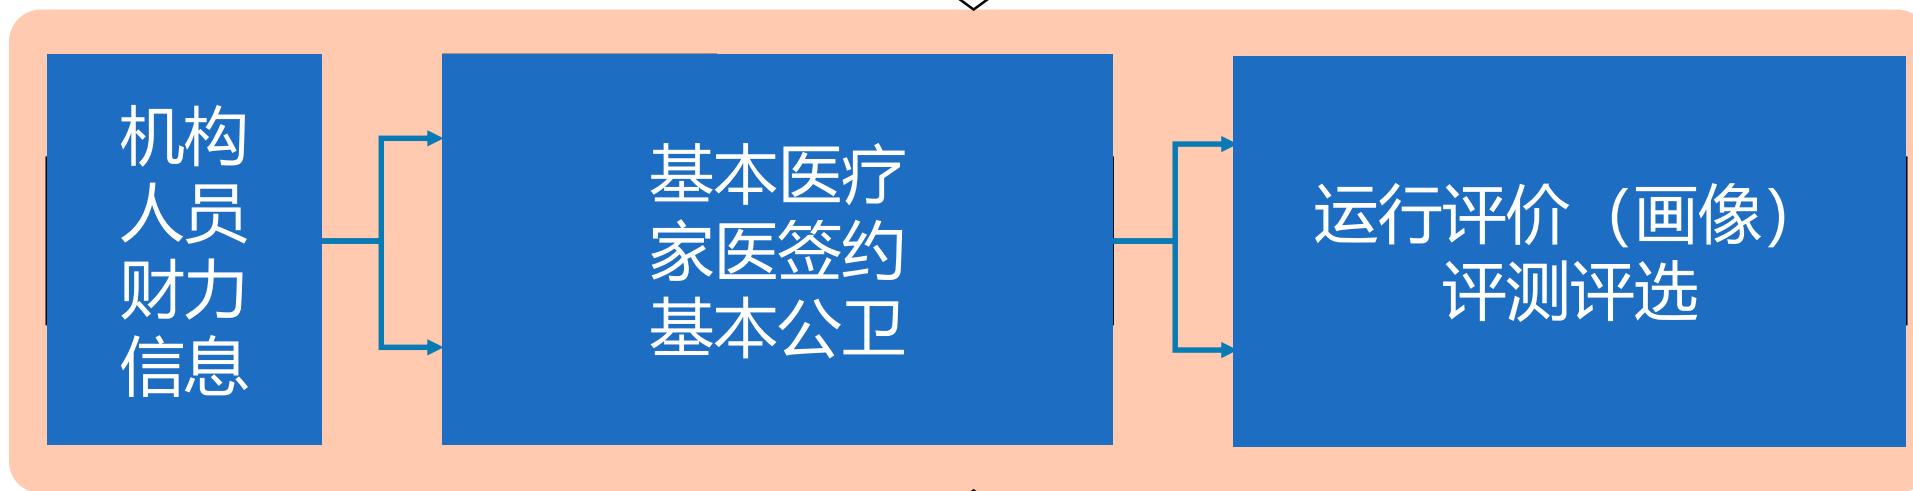 机构
人员
财力
信息
基本医疗
家医签约
基本公卫
运行评价（画像）
评测评选